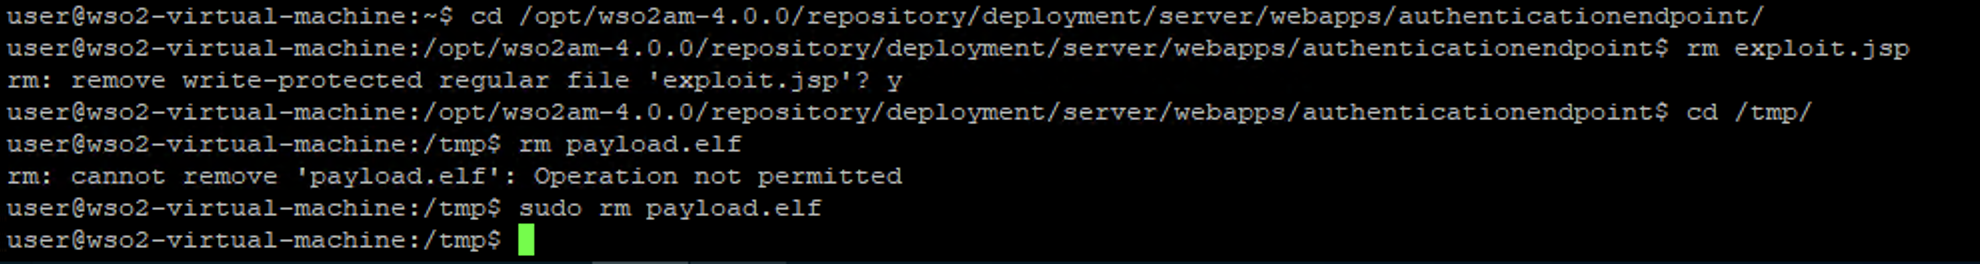 user@wso2-virtual-machine:~$ cd /opt/wso2am-4.0.0/repository/deployment/server/webapps/authenticationendpoint/
user@wso2-virtual-machine:/opt/wso2am-4.0.0/repository/deployment/server/webapps/authenticationendpoint$ rm exploit.jsp
rm: remove write-protected regular file 'exploit.jsp'? y
user@wso2-virtual-machine:/opt/wso2am-4.0.0/repository/deployment/server/webapps/authenticationendpoint$ cd /tmp/
user@wso2-virtual-machine:/tmp$ rm payload.elf
rm: cannot remove 'payload.elf': Operation not permitted
user@wso2-virtual-machine:/tmp$ sudo rm payload.elf
user@wso2-virtual-machine:/tmp$